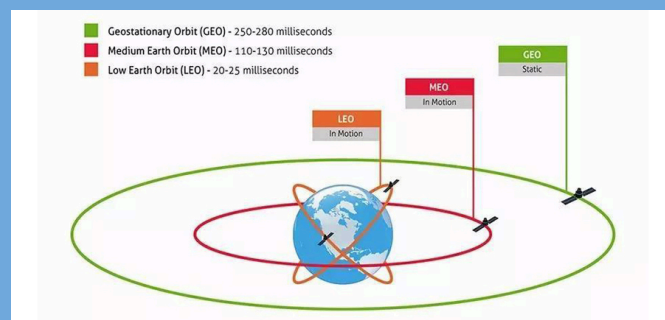 Geostationary Orbit (GEO) - 250-280 milliseconds
Medium Earth Orbit (MEO) - 110-130 milliseconds
Low Earth Orbit (LEO) - 20-25 milliseconds
GEO
Static
MEO
In Motion
LEO
In Motion